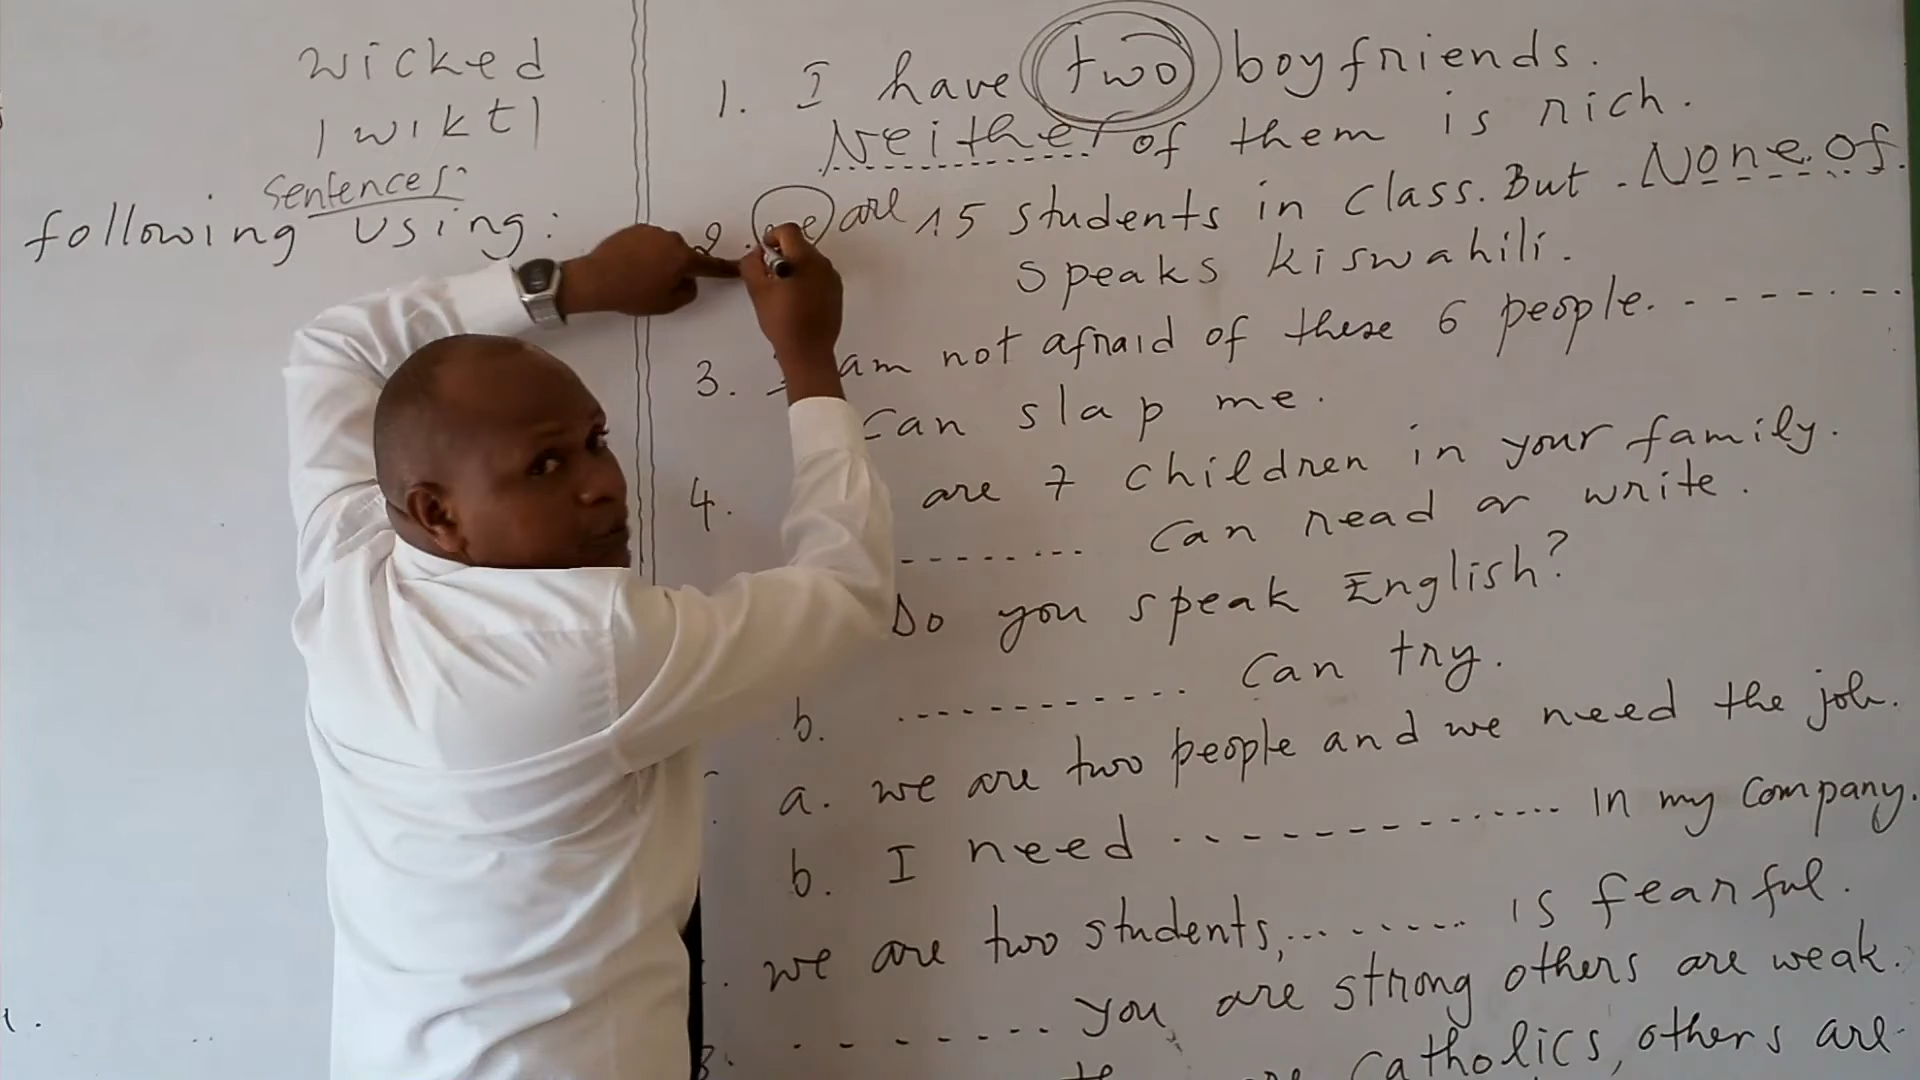 wicked
/wikt/
Sentences
following using:
1. I have two boyfriends.
Neither of them is rich.
2. we are 15 students in class. But None of
speaks kiswahili.
3. I am not afraid of these 6 people. --------
can slap me.
4. are 7 children in your family.
-------- can read or write.
Do you speak English?
b. ------------ can try.
a. we are two people and we need the job.
b. I need ------------ in my company.
we are two students, -------- is fearful.
-------- you are strong others are weak.
8. Catholics, others are